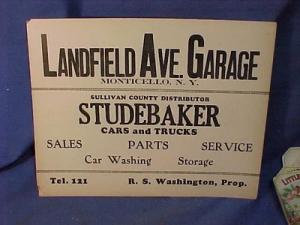 LANDFIELD AVE. GARAGE
MONTICELLO, N. Y.
SULLIVAN COUNTY DISTRIBUTOR
STUDEBAKER
CARS and TRUCKS
SALES PARTS SERVICE
Car Washing Storage
Tel. 121 R. S. Washington, Prop.
LITTLE